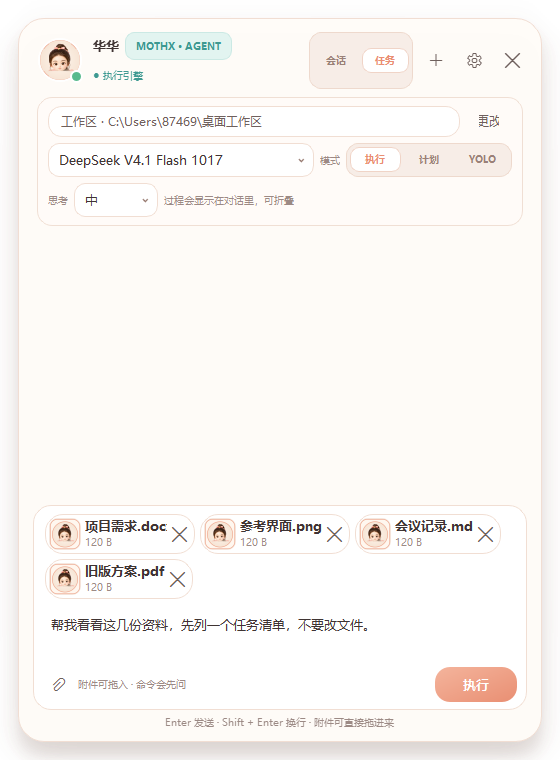 华华 MOTHX • AGENT
• 执行引擎
会话 任务
工作区 · C:\Users\87469\桌面工作区 更改
DeepSeek V4.1 Flash 1017 模式 执行 计划 YOLO
思考 中 过程会显示在对话里，可折叠
项目需求.doc 参考界面.png 会议记录.md
120 B 120 B 120 B
旧版方案.pdf
120 B
帮我看看这几份资料，先列一个任务清单，不要改文件。
附件可拖入 · 命令会先问 执行
Enter 发送 · Shift + Enter 换行 · 附件可直接拖进来